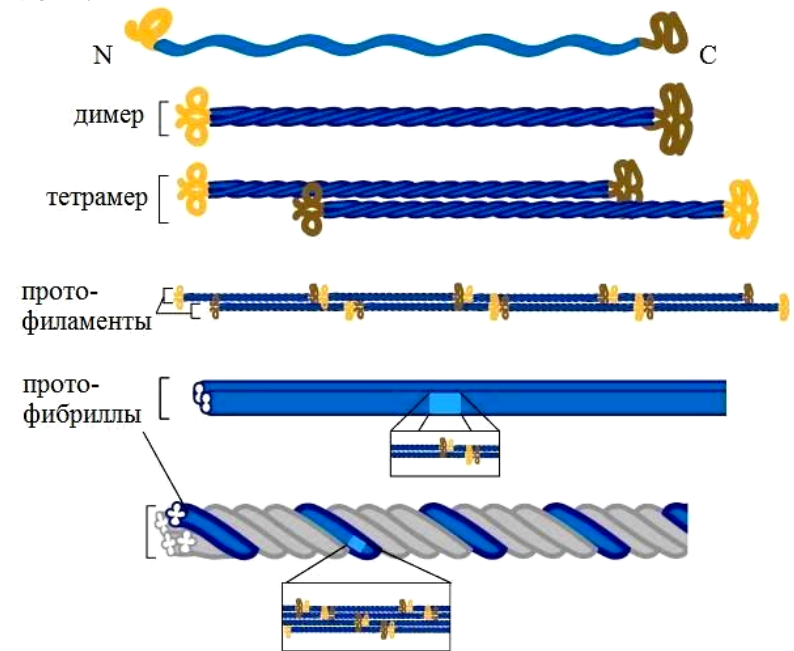 N
C
димер
тетрамер
прото-
филаменты
прото-
фибриллы